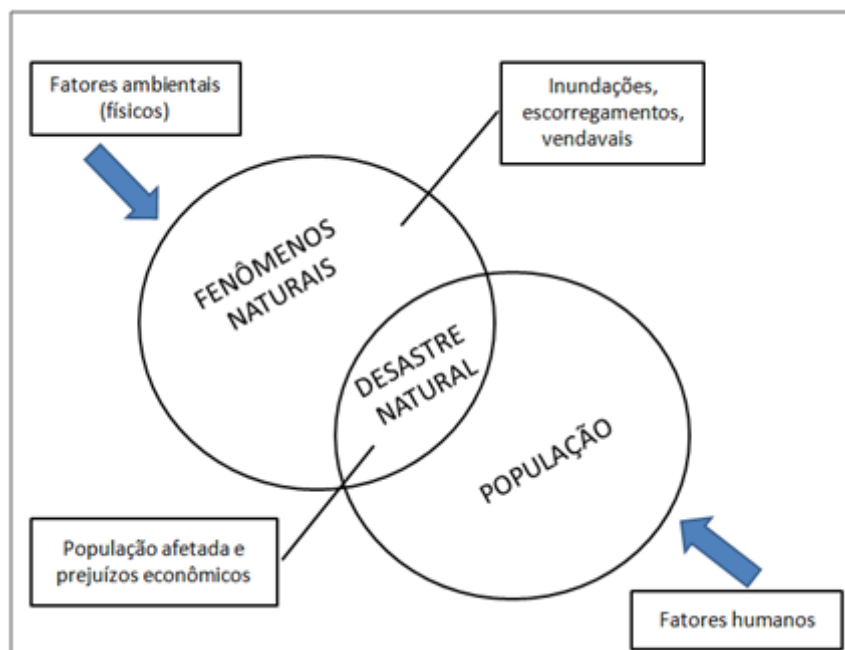 Fatores ambientais
(físicos)
Inundações,
escorregamentos,
vendavais
FENÔMENOS
NATURAIS
DESASTRE
NATURAL
POPULAÇÃO
População afetada e
prejuízos econômicos
Fatores humanos